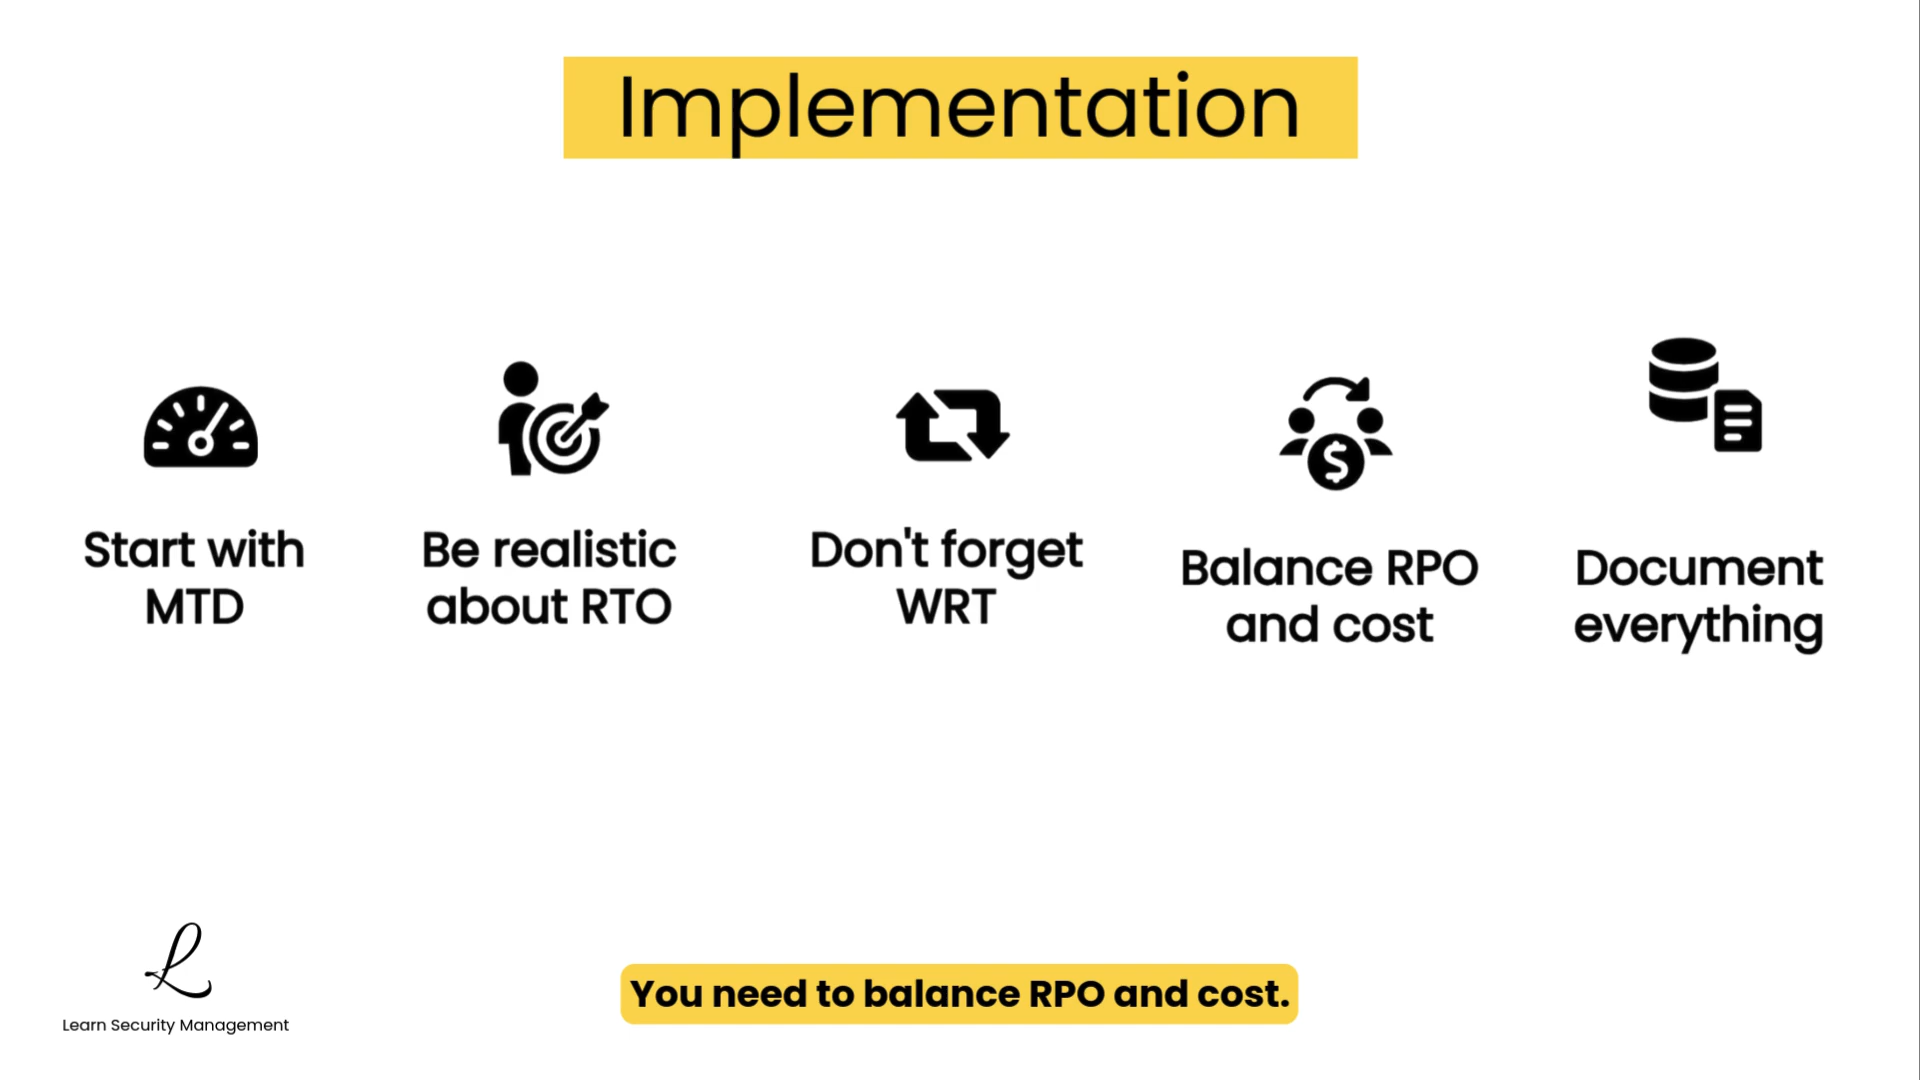 Implementation
Start with
MTD
Be realistic
about RTO
Don't forget
WRT
Balance RPO
and cost
Document
everything
L
Learn Security Management
You need to balance RPO and cost.